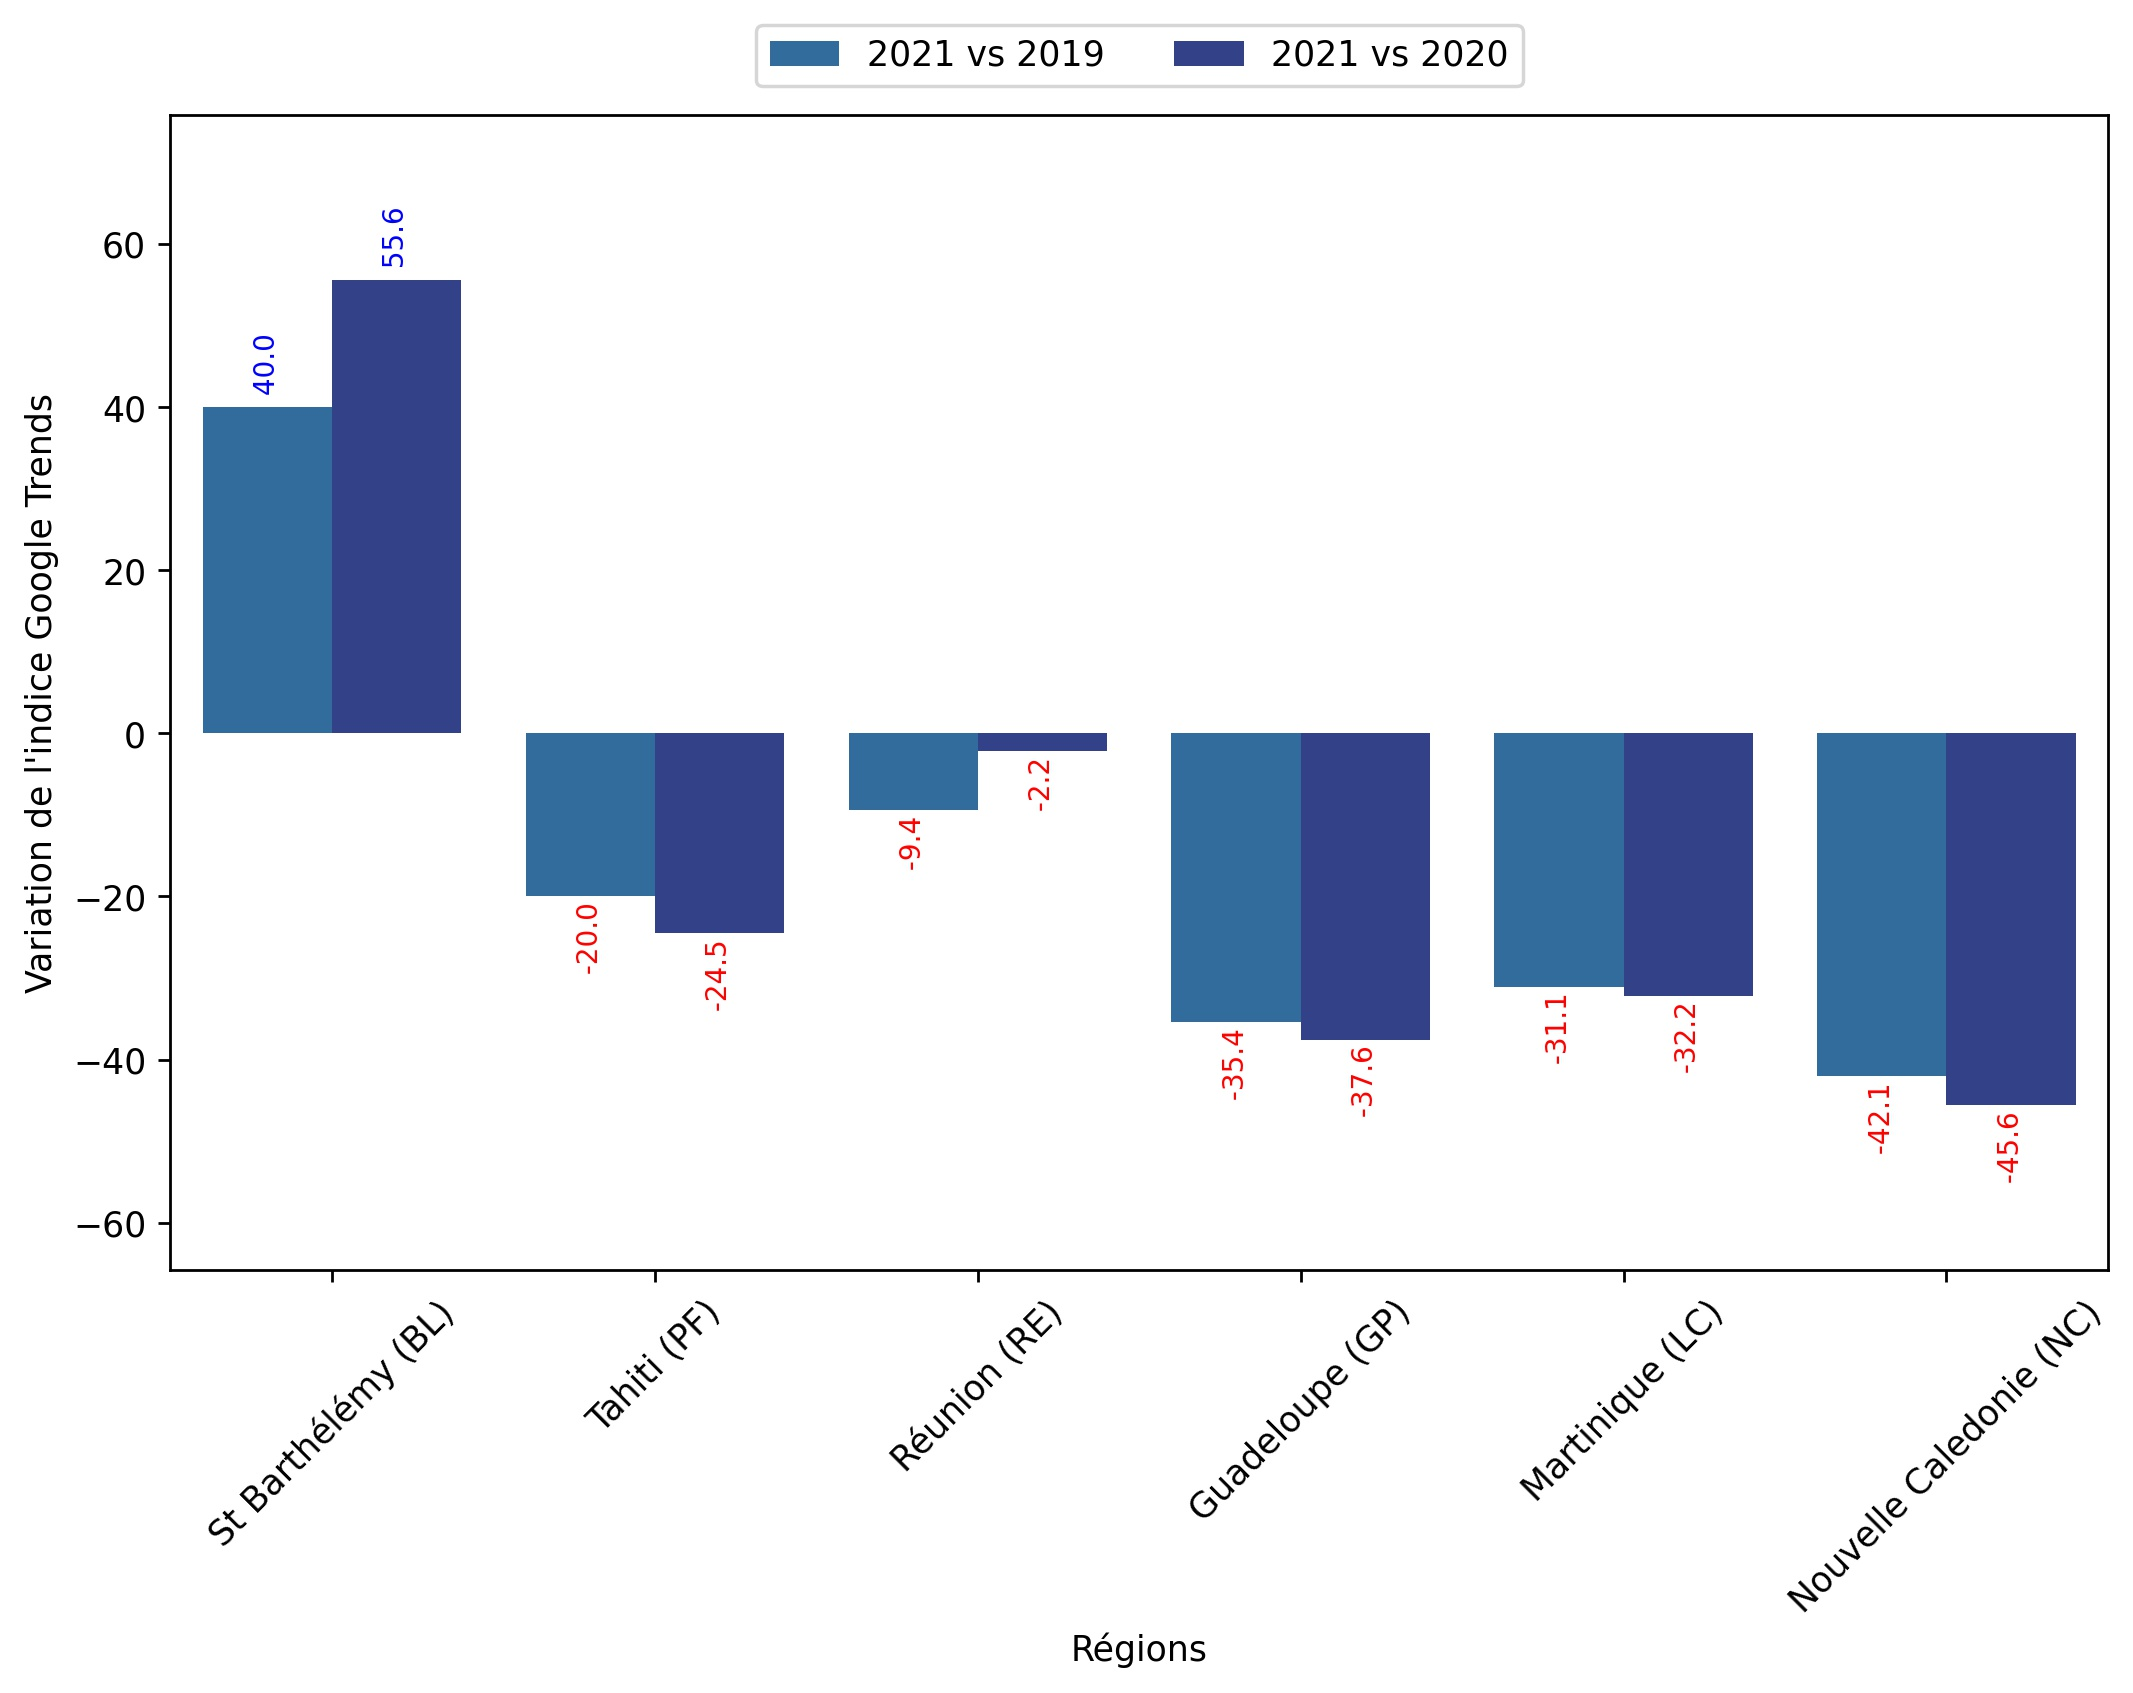 2021 vs 2019
2021 vs 2020
Variation de l'indice Google Trends
60
40
20
0
−20
−40
−60
40.0
55.6
-20.0
-24.5
-9.4
-2.2
-35.4
-37.6
-31.1
-32.2
-42.1
-45.6
St Barthélémy (BL)
Tahiti (PF)
Réunion (RE)
Guadeloupe (GP)
Martinique (LC)
Nouvelle Caledonie (NC)
Régions